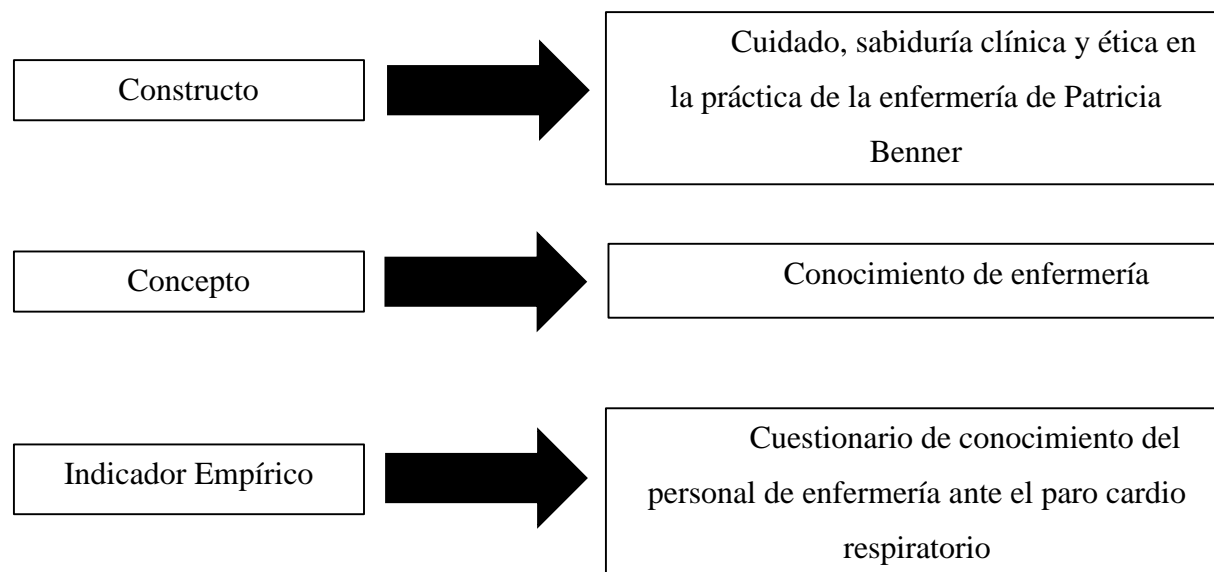 Constructo
Cuidado, sabiduría clínica y ética en
la práctica de la enfermería de Patricia
Benner
Concepto
Conocimiento de enfermería
Indicador Empírico
Cuestionario de conocimiento del
personal de enfermería ante el paro cardio
respiratorio